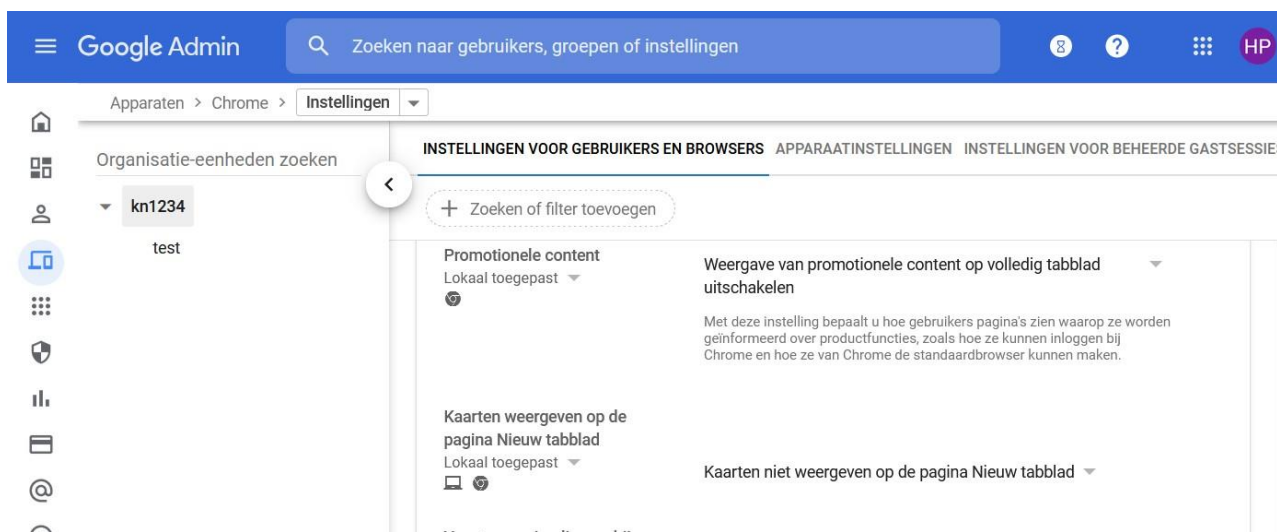 Google Admin
Zoeken naar gebruikers, groepen of instellingen
HP
Apparaten > Chrome > Instellingen
Organisatie-eenheden zoeken
kn1234
test
INSTELLINGEN VOOR GEBRUIKERS EN BROWSERS APPARAATINSTELLINGEN INSTELLINGEN VOOR BEHEERDE GASTSESSIE
+ Zoeken of filter toevoegen
Promotionele content
Lokaal toegepast
Weergave van promotionele content op volledig tabblad
uitschakelen
Met deze instelling bepaalt u hoe gebruikers pagina's zien waarop ze worden
geïnformeerd over productfuncties, zoals hoe ze kunnen inloggen bij
Chrome en hoe ze van Chrome de standaardbrowser kunnen maken.
Kaarten weergeven op de
pagina Nieuw tabblad
Lokaal toegepast
Kaarten niet weergeven op de pagina Nieuw tabblad